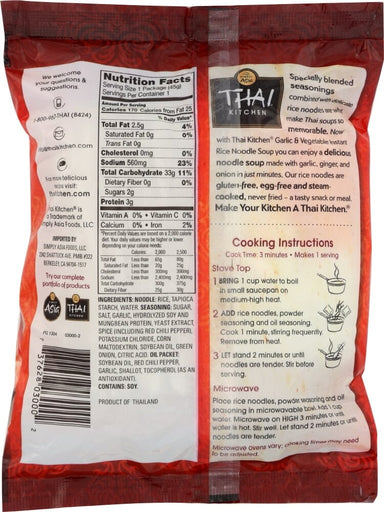 We welcome
your questions &
suggestions.
1-800-967THAI (8424)
thaikitchen.com
For more delicious
recipes visit
thaikitchen.com
Thai Kitchen® is
a Trademark of
Simply Asia Foods, LLC.
IMPORTED BY
SIMPLY ASIA FOODS, LLC
2342 SHATTUCK AVE, PMB #322
BERKELEY, CA 94704-1517
Try our complete
portfolio of products
Simply
ASIA
THAI
KITCHEN
03000-2
7 37628 03000 2
Nutrition Facts
Serving Size 1 Package (45g)
Servings Per Container 1
Amount Per Serving
Calories 170 Calories from Fat 25
% Daily Value*
Total Fat 2.5g 4%
Saturated Fat 0g 0%
Trans Fat 0g
Cholesterol 0mg 0%
Sodium 560mg 23%
Total Carbohydrate 33g 11%
Dietary Fiber 0g 0%
Sugars 2g
Protein 3g
Vitamin A 0% • Vitamin C 0%
Calcium 0% • Iron 2%
*Percent Daily Values are based on a 2,000 calorie
diet. Your daily values may be higher or lower
depending on your calorie needs:
Calories: 2,000 2,500
Total Fat Less than 65g 80g
Saturated Fat Less than 20g 25g
Cholesterol Less than 300mg 300mg
Sodium Less than 2,400mg 2,400mg
Total Carbohydrate 300g 375g
Dietary Fiber 25g 30g
INGREDIENTS: NOODLE: RICE, TAPIOCA
STARCH, WATER. SEASONING: SUGAR,
SALT, GARLIC, HYDROLYZED SOY AND
MUNGBEAN PROTEIN, YEAST EXTRACT,
SPICE (INCLUDING RED CHILI PEPPER),
POTASSIUM CHLORIDE, CORN
MALTODEXTRIN, SOYBEAN OIL, GREEN
ONION, CITRIC ACID. OIL PACKET:
SOYBEAN OIL, RED CHILI PEPPER,
GARLIC, SHALLOT, TOCOPHEROL (AS AN
ANTIOXIDANT).
CONTAINS: SOY.
PRODUCT OF THAILAND
THAI
KITCHEN
Specially blended
seasonings
combine with delicate
rice noodles
make Thai soups so
memorable. Now
with Thai Kitchen® Garlic & Vegetable Instant
Rice Noodle Soup you can enjoy a delicious
noodle soup made with garlic, ginger, and
onion in just minutes. Our rice noodles are
gluten-free, egg-free and steam-
cooked, never fried – a tasty snack or meal.
Make Your Kitchen A Thai Kitchen.®
Cooking Instructions
Cook Time: 3 minutes • Makes 1 serving
Stove Top
1 BRING 1 cup water to boil
in small saucepan on
medium-high heat.
2 ADD rice noodles, powder
seasoning and oil seasoning.
Cook 1 minute, stirring frequently.
Remove from heat.
3 LET stand 2 minutes or until
noodles are tender. Stir before
serving.
Microwave
Place rice noodles, powder seasoning and oil
seasoning in microwavable bowl. Add 1 cup
water. Microwave on HIGH 3 minutes or until
water is hot. Stir well. Let stand 2 minutes or until
noodles are tender.
Microwave ovens vary; cooking times may need
to be adjusted.